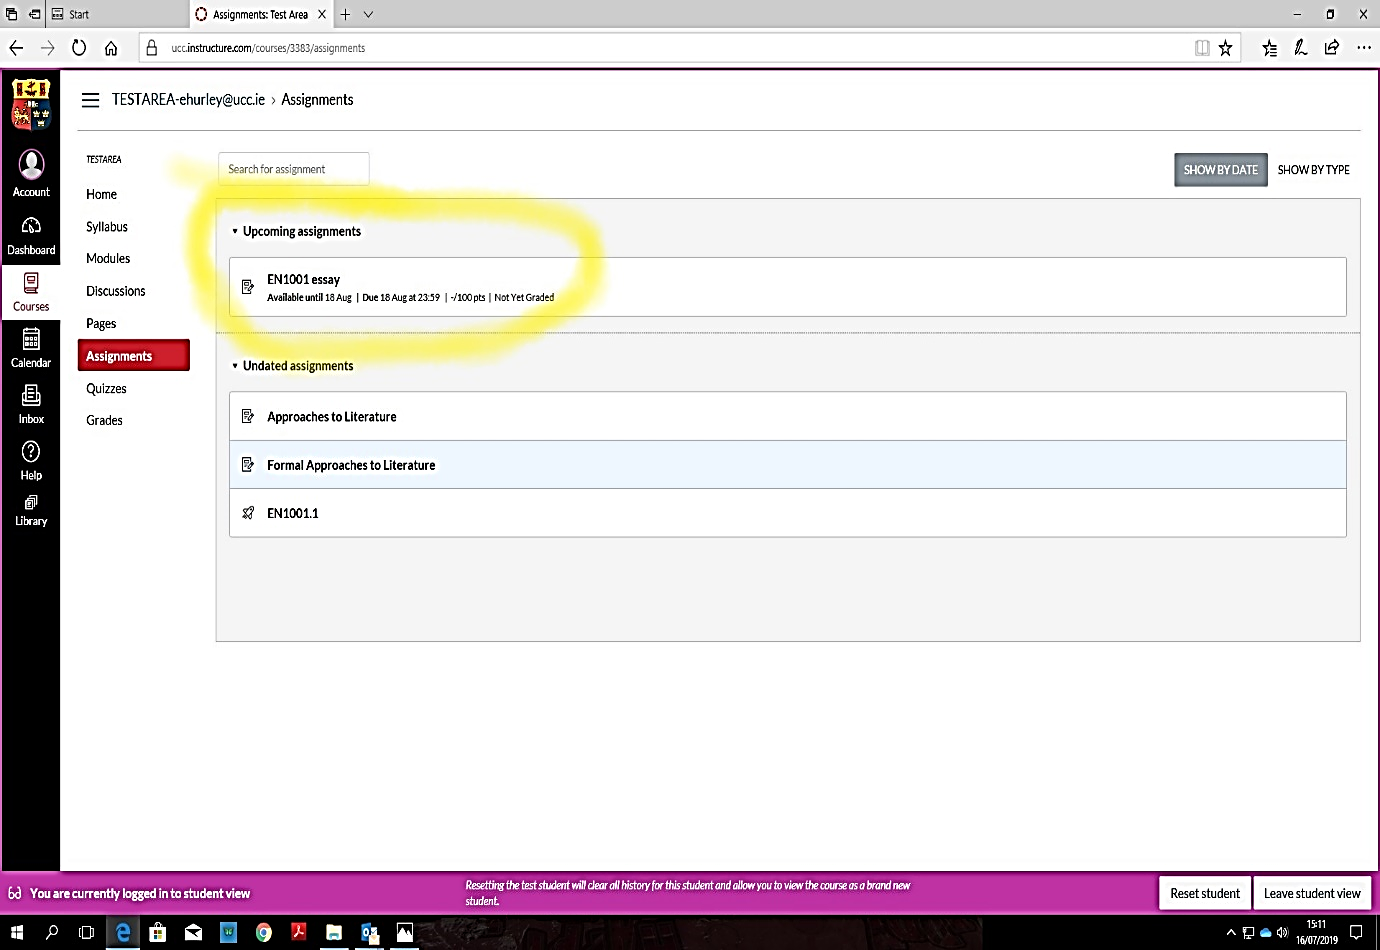 Start
Assignments: Test Area
ucc.instructure.com/courses/3383/assignments
TESTAREA-ehurley@ucc.ie › Assignments
Account
Dashboard
Courses
Calendar
Inbox
Help
Library
TESTAREA
Home
Syllabus
Modules
Discussions
Pages
Assignments
Quizzes
Grades
Search for assignment
SHOW BY DATE
SHOW BY TYPE
Upcoming assignments
EN1001 essay
Available until 18 Aug | Due 18 Aug at 23:59 | -/100 pts | Not Yet Graded
Undated assignments
Approaches to Literature
Formal Approaches to Literature
EN1001.1
You are currently logged in to student view
Resetting the test student will clear all history for this student and allow you to view the course as a brand new
student.
Reset student
Leave student view
15:11
16/07/2019